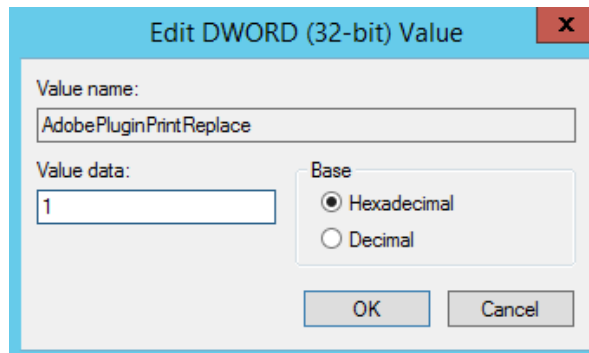 Edit DWORD (32-bit) Value
x
Value name:
AdobePluginPrintReplace
Value data:
1
Base
Hexadecimal
Decimal
OK
Cancel